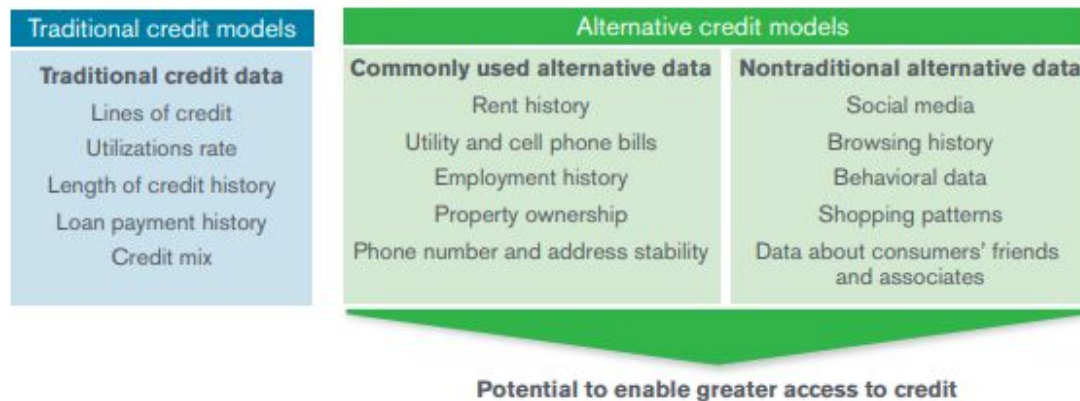 Traditional credit models
Traditional credit data
Lines of credit
Utilizations rate
Length of credit history
Loan payment history
Credit mix
Alternative credit models
Commonly used alternative data
Rent history
Utility and cell phone bills
Employment history
Property ownership
Phone number and address stability
Nontraditional alternative data
Social media
Browsing history
Behavioral data
Shopping patterns
Data about consumers' friends
and associates
Potential to enable greater access to credit